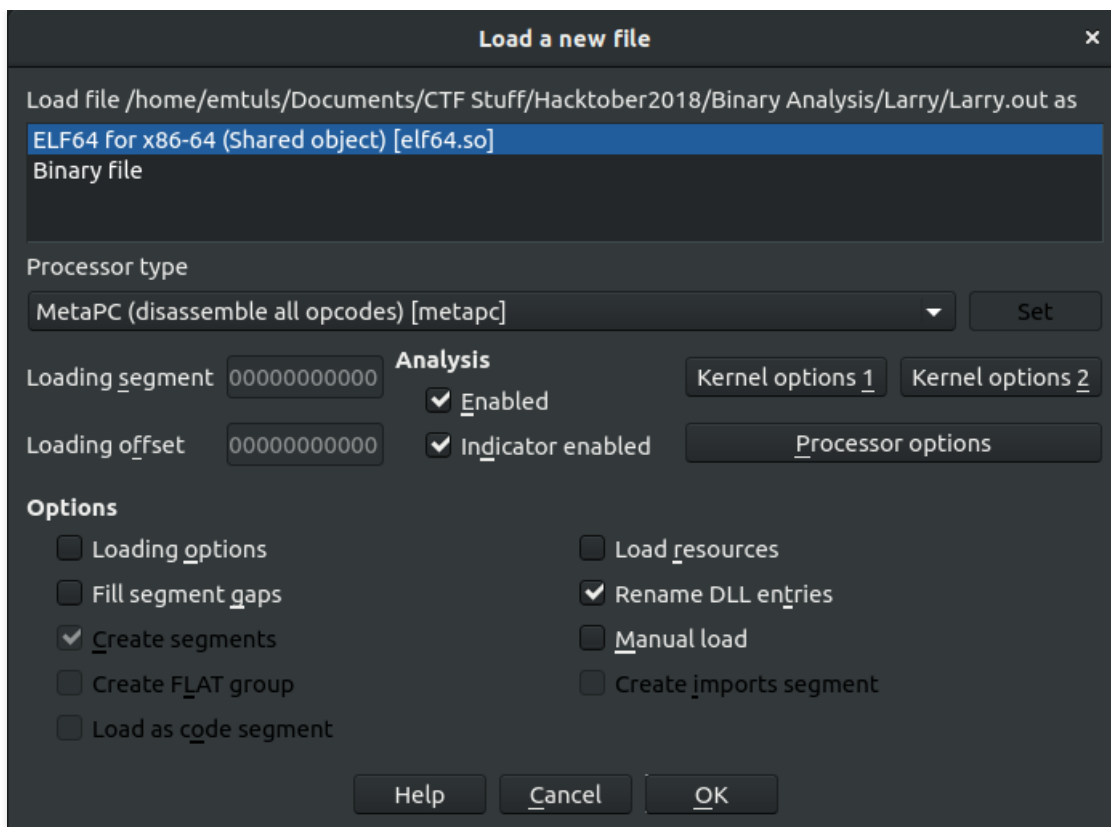 Load a new file ×
Load file /home/emtuls/Documents/CTF Stuff/Hacktober2018/Binary Analysis/Larry/Larry.out as
ELF64 for x86-64 (Shared object) [elf64.so]
Binary file
Processor type
MetaPC (disassemble all opcodes) [metapc]
Set
Loading segment 00000000000
Loading offset 00000000000
Analysis
Enabled
Indicator enabled
Kernel options 1 Kernel options 2
Processor options
Options
Loading options
Fill segment gaps
Create segments
Create FLAT group
Load as code segment
Load resources
Rename DLL entries
Manual load
Create imports segment
Help Cancel OK